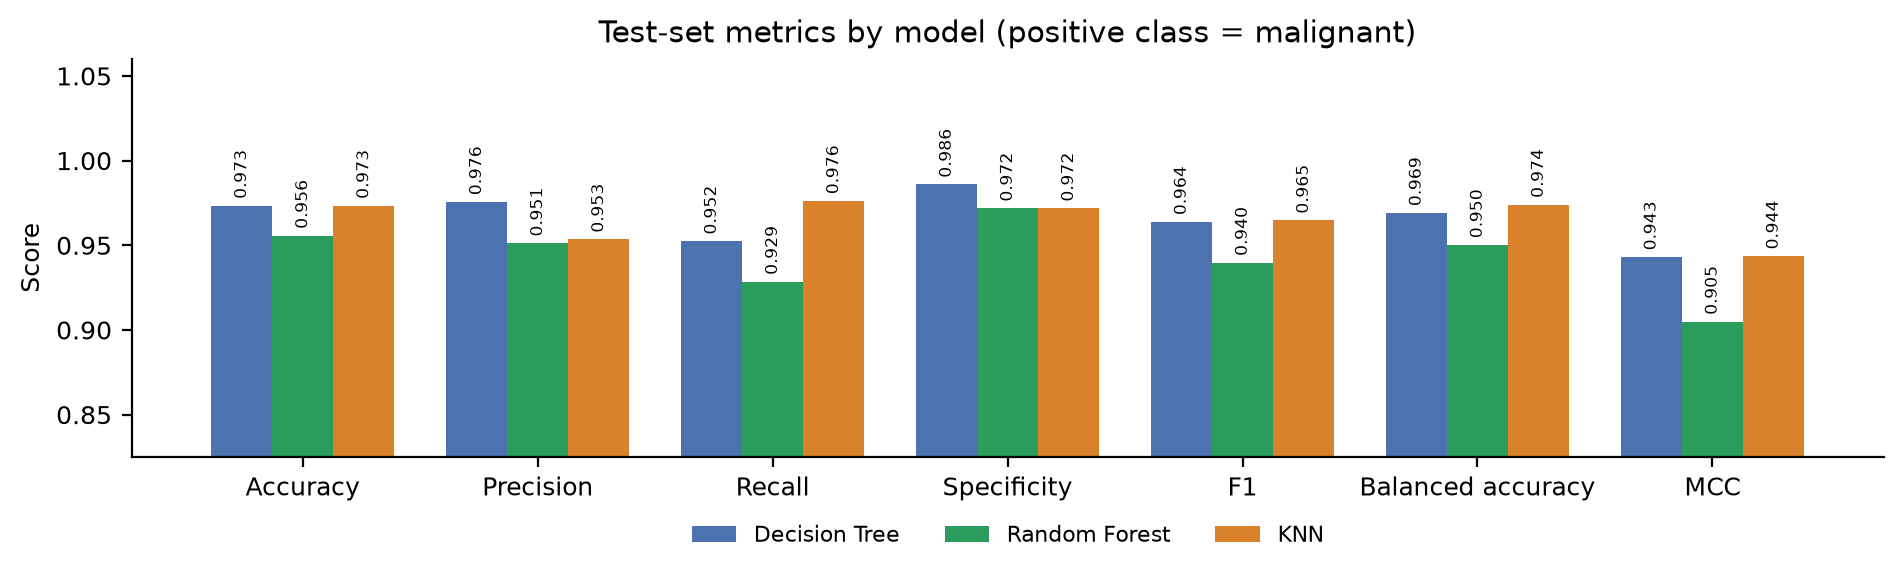 Test-set metrics by model (positive class = malignant)
Score
1.05
1.00
0.95
0.90
0.85
0.973
0.956
0.973
0.976
0.951
0.953
0.952
0.929
0.976
0.986
0.972
0.972
0.964
0.940
0.965
0.969
0.950
0.974
0.943
0.905
0.944
Accuracy
Precision
Recall
Specificity
F1
Balanced accuracy
MCC
Decision Tree
Random Forest
KNN